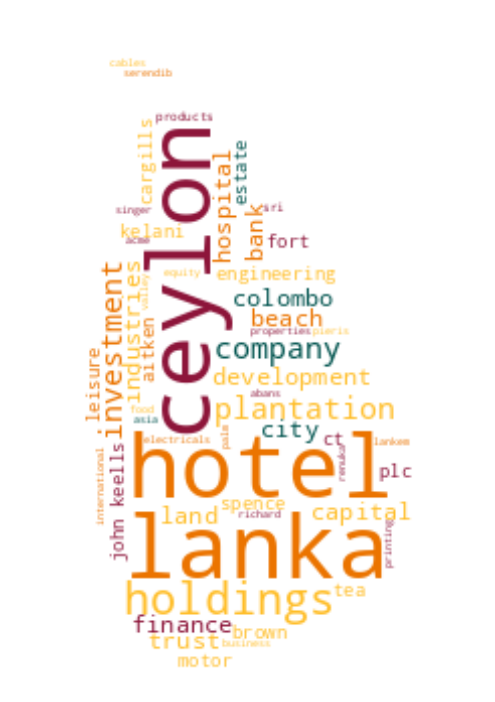 cables
serendib
products
ceylon
cargills
hospital
estate
singer
sri
kelani
acme
bank
fort
equity
engineering
investment
industries
valley
colombo
aitken
beach
properties
pieris
company
leisure
development
abans
food
plantation
asia
city
ct
electricals
pale
lankem
hotel
international
john keells
renuka
plc
spence
land
richard
capital
lanka
printing
holdings
tea
finance
brown
trust
business
motor